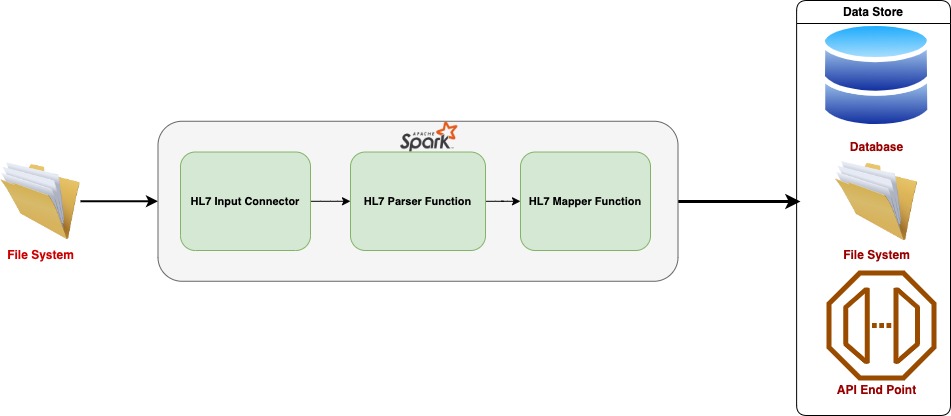 Data Store
APACHE
Spark
HL7 Input Connector
HL7 Parser Function
HL7 Mapper Function
File System
Database
File System
API End Point